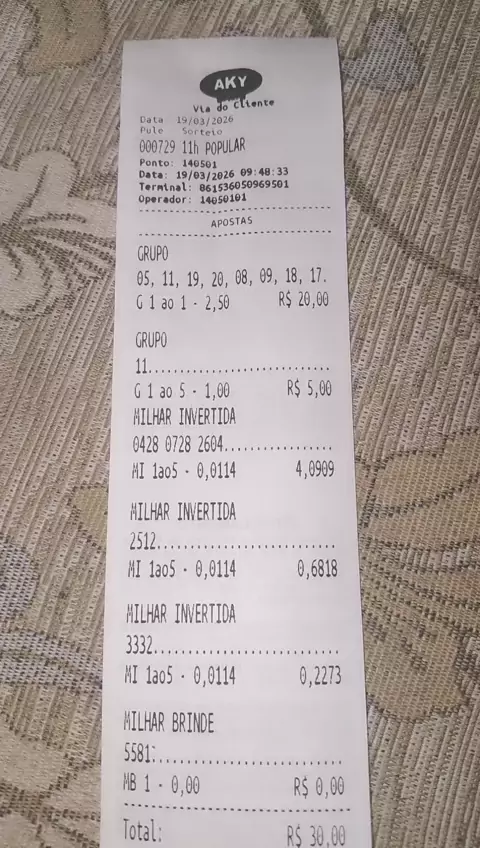 AKY
Via do Cliente
Data 19/03/2026
Pule Sorteio
000729 11h POPULAR
Ponto: 140501
Data: 19/03/2026 09:48:33
Terminal: 061536050969501
Operador: 14050101
APOSTAS
GRUPO
05, 11, 19, 20, 08, 09, 18, 17.
G 1 ao 1 - 2,50 R$ 20,00
GRUPO
11..............................
G 1 ao 5 - 1,00 R$ 5,00
MILHAR INVERTIDA
0428 0728 2604..................
MI 1ao5 - 0,0114 4,0909
MILHAR INVERTIDA
2512............................
MI 1ao5 - 0,0114 0,6818
MILHAR INVERTIDA
3332............................
MI 1ao5 - 0,0114 0,2273
MILHAR BRINDE
5581............................
MB 1 - 0,00 R$ 0,00
Total: R$ 30,00